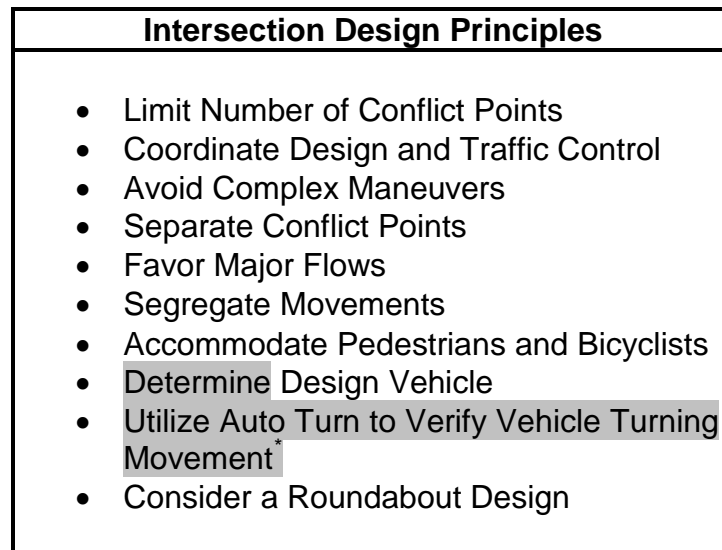 Intersection Design Principles
• Limit Number of Conflict Points
• Coordinate Design and Traffic Control
• Avoid Complex Maneuvers
• Separate Conflict Points
• Favor Major Flows
• Segregate Movements
• Accommodate Pedestrians and Bicyclists
• Determine Design Vehicle
• Utilize Auto Turn to Verify Vehicle Turning
Movement*
• Consider a Roundabout Design